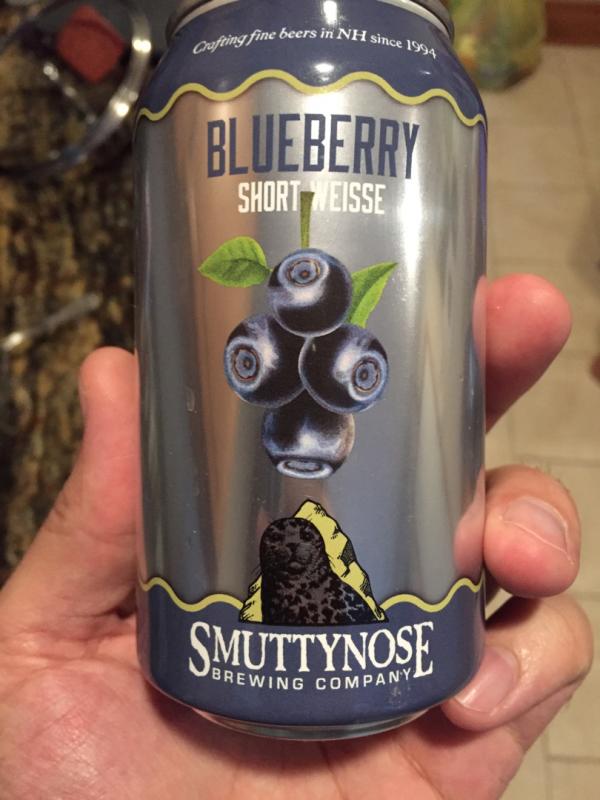 Crafting fine beers in NH since 1994
BLUEBERRY
SHORT WEISSE
SMUTTYNOSE
BREWING COMPANY